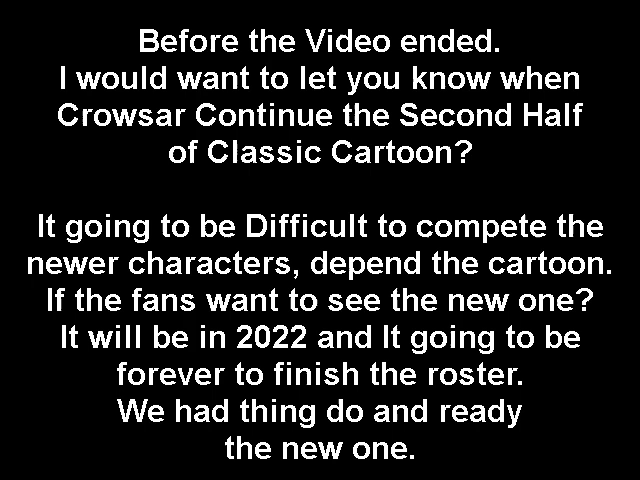 Before the Video ended.
I would want to let you know when
Crowsar Continue the Second Half
of Classic Cartoon?
It going to be Difficult to compete the
newer characters, depend the cartoon.
If the fans want to see the new one?
It will be in 2022 and It going to be
forever to finish the roster.
We had thing do and ready
the new one.